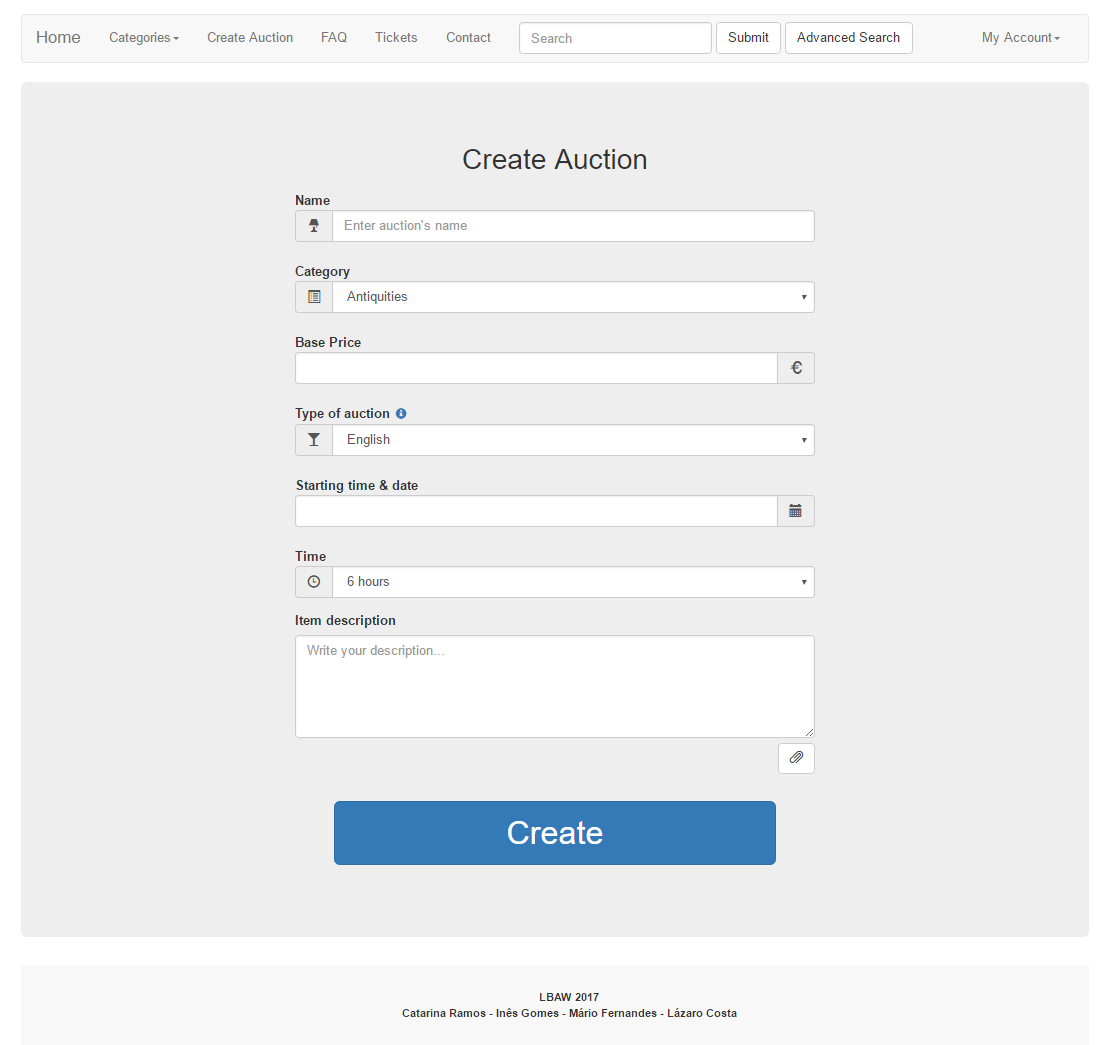 Home Categories Create Auction FAQ Tickets Contact Search Submit Advanced Search My Account
Create Auction
Name
Enter auction's name
Category
Antiquities
Base Price
€
Type of auction
English
Starting time & date
Time
6 hours
Item description
Write your description...
Create
LBAW 2017
Catarina Ramos - Inês Gomes - Mário Fernandes - Lázaro Costa